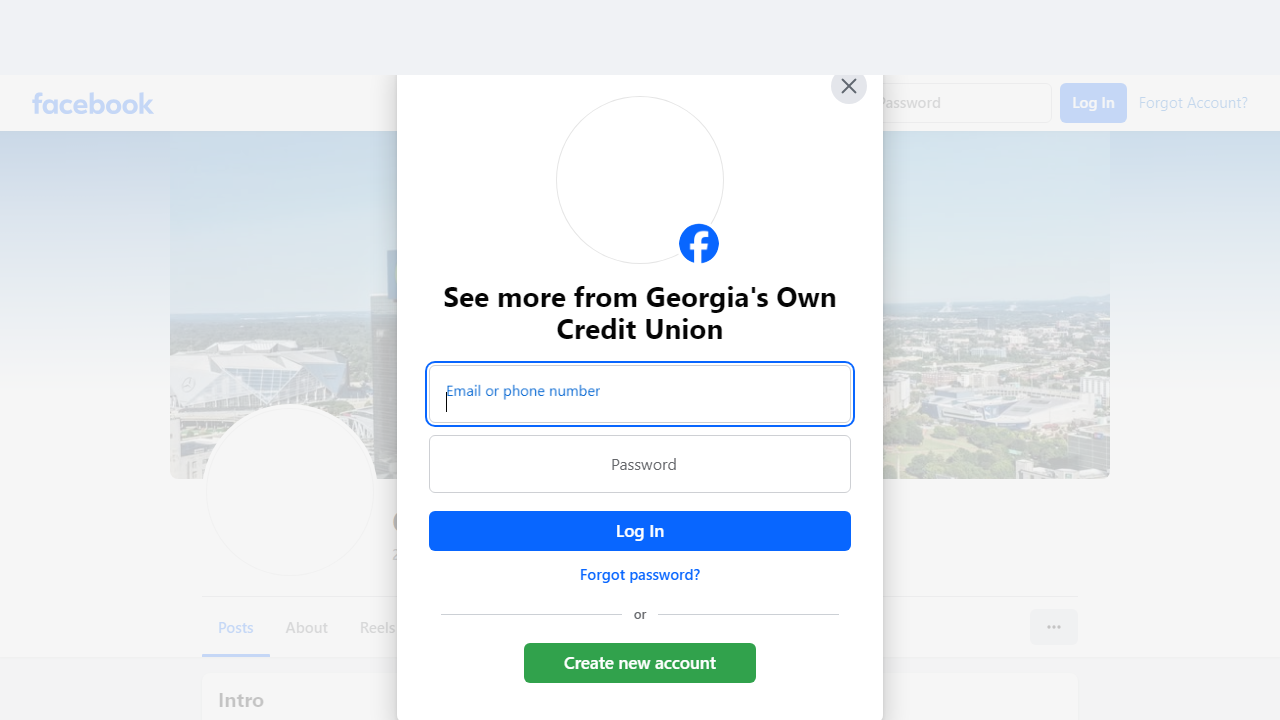 facebook
Password
Log In
Forgot Account?
See more from Georgia's Own
Credit Union
Email or phone number
Password
Log In
Forgot password?
or
Create new account
Posts
About
Reels
Intro